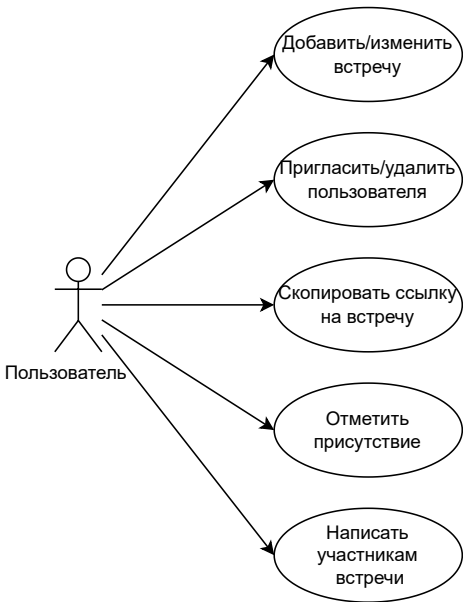 Добавить/изменить
встречу
Пригласить/удалить
пользователя
Скопировать ссылку
на встречу
Пользователь
Отметить
присутствие
Написать
участникам
встречи